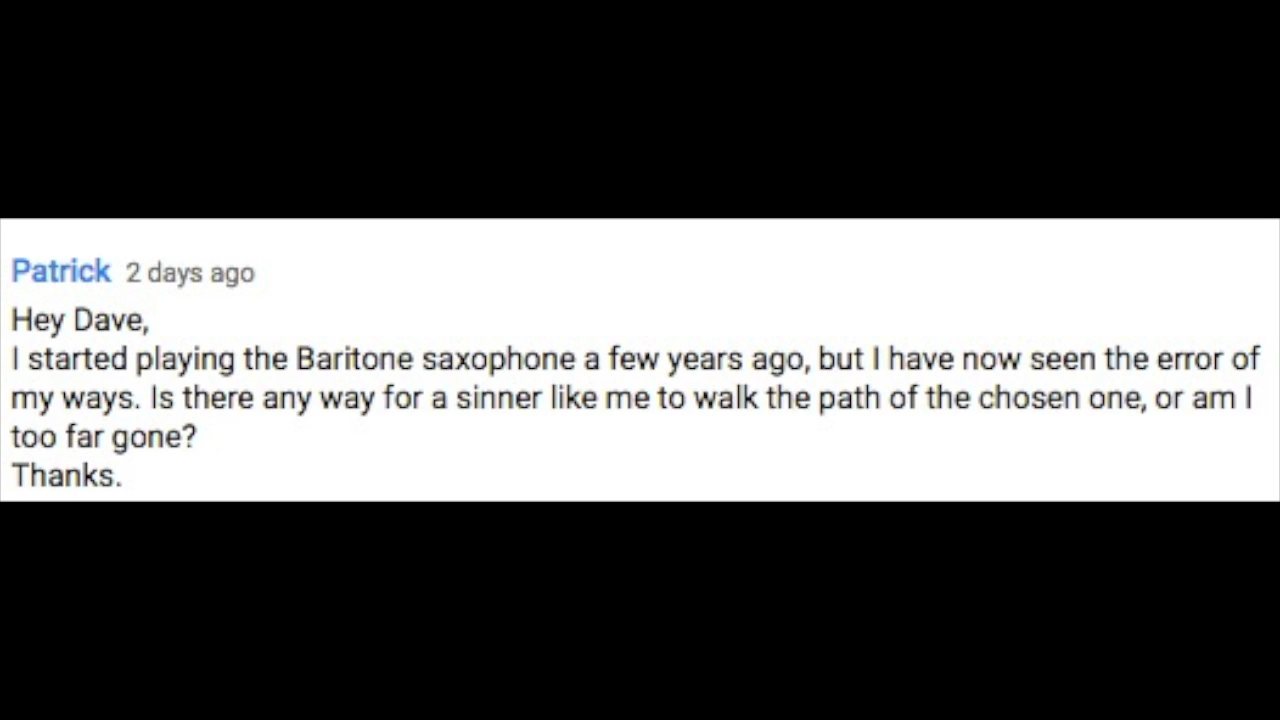 Patrick 2 days ago
Hey Dave,
I started playing the Baritone saxophone a few years ago, but I have now seen the error of
my ways. Is there any way for a sinner like me to walk the path of the chosen one, or am I
too far gone?
Thanks.